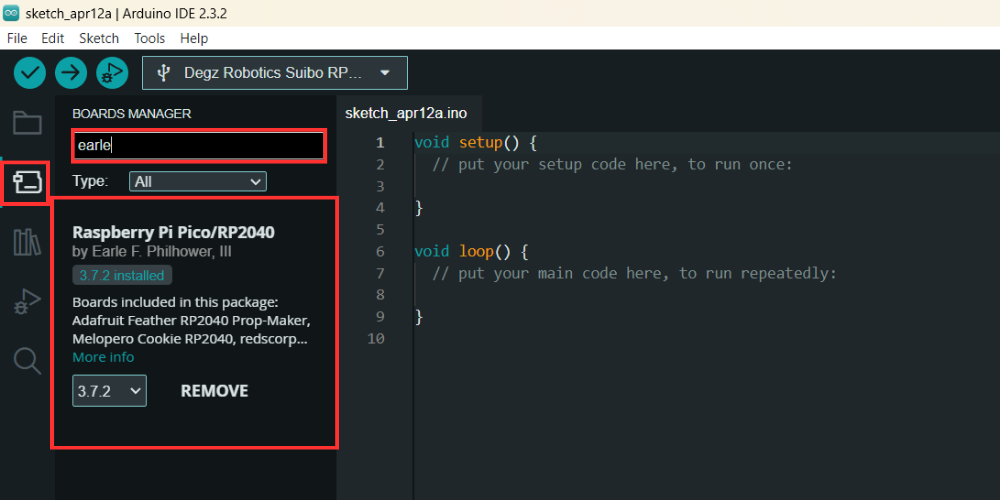 sketch_apr12a | Arduino IDE 2.3.2
File Edit Sketch Tools Help
Degz Robotics Suibo RP...
BOARDS MANAGER
earle
Type: All
Raspberry Pi Pico/RP2040
by Earle F. Philhower, III
3.7.2 installed
Boards included in this package:
Adafruit Feather RP2040 Prop-Maker,
Melopero Cookie RP2040, redscorp...
More info
3.7.2 REMOVE
sketch_apr12a.ino
1 void setup() {
2 // put your setup code here, to run once:
3
4 }
5
6 void loop() {
7 // put your main code here, to run repeatedly:
8
9 }
10